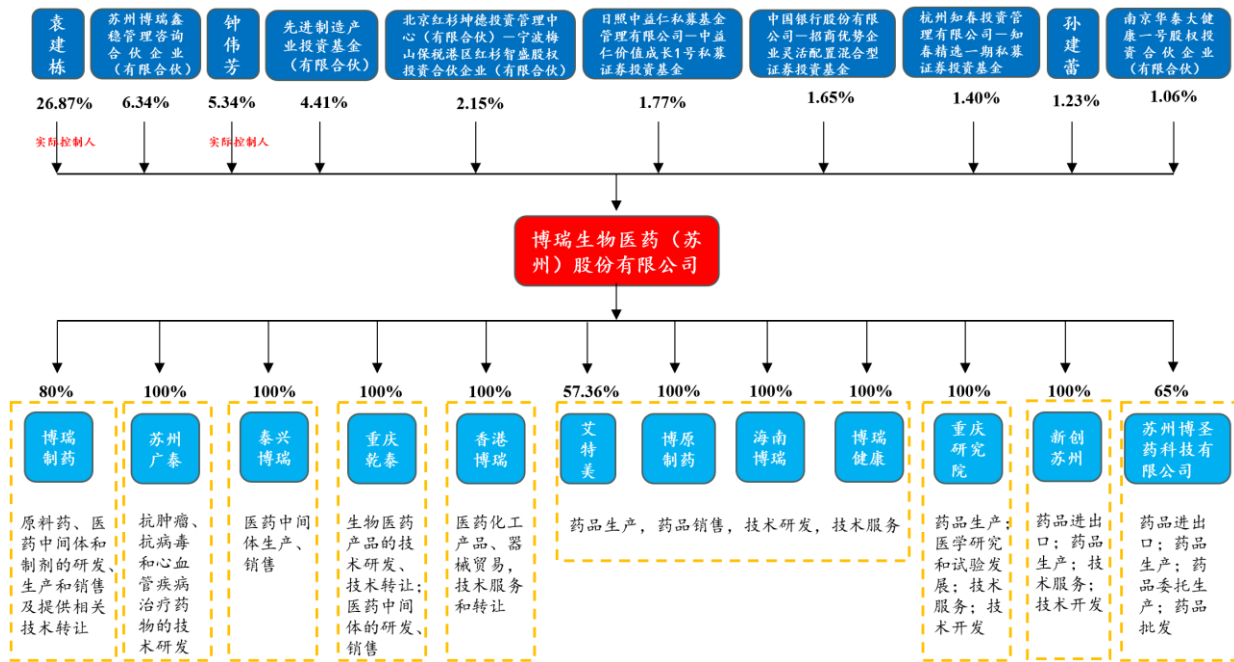 袁建栋
苏州博瑞鑫
稳管理咨询
合伙企业
（有限合伙）
钟伟芳
先进制造产
业投资基金
（有限合伙）
北京红杉坤德投资管理中
心（有限合伙）—宁波梅
山保税港区红杉智盛股权
投资合伙企业（有限合伙）
日照中益仁私募基金
管理有限公司—中益
仁价值成长1号私募
证券投资基金
中国银行股份有限
公司—招商优势企
业灵活配置混合型
证券投资基金
杭州知春投资管
理有限公司—知
春精选一期私募
证券投资基金
孙建蕾
南京华泰大健
康一号股权投
资合伙企业
（有限合伙）
26.87%
6.34%
5.34%
4.41%
2.15%
1.77%
1.65%
1.40%
1.23%
1.06%
实际控制人
实际控制人
博瑞生物医药（苏
州）股份有限公司
80%
100%
100%
100%
100%
57.36%
100%
100%
100%
100%
100%
65%
博瑞
制药
苏州
广泰
泰兴
博瑞
重庆
乾泰
香港
博瑞
艾特美
博原
制药
海南
博瑞
博瑞
健康
重庆
研究
院
新创
苏州
苏州博圣
药科技有
限公司
原料药、医
药中间体和
制剂的研发、
生产和销售
及提供相关
技术转让
抗肿瘤、
抗病毒
和心血
管疾病
治疗药
物的技
术研发
医药中间
体生产、
销售
生物医药
产品的技
术研发、
技术转让；
医药中间
体的研发、
销售
医药化工
产品、器
械贸易，
技术服务
和转让
药品生产，药品销售，技术研发，技术服务
药品生产；
医学研究
和试验发
展；技术
服务；技
术开发
药品进出
口；药品
生产；技
术服务；
技术开发
药品进出
口；药品
生产；药
品委托生
产；药品
批发